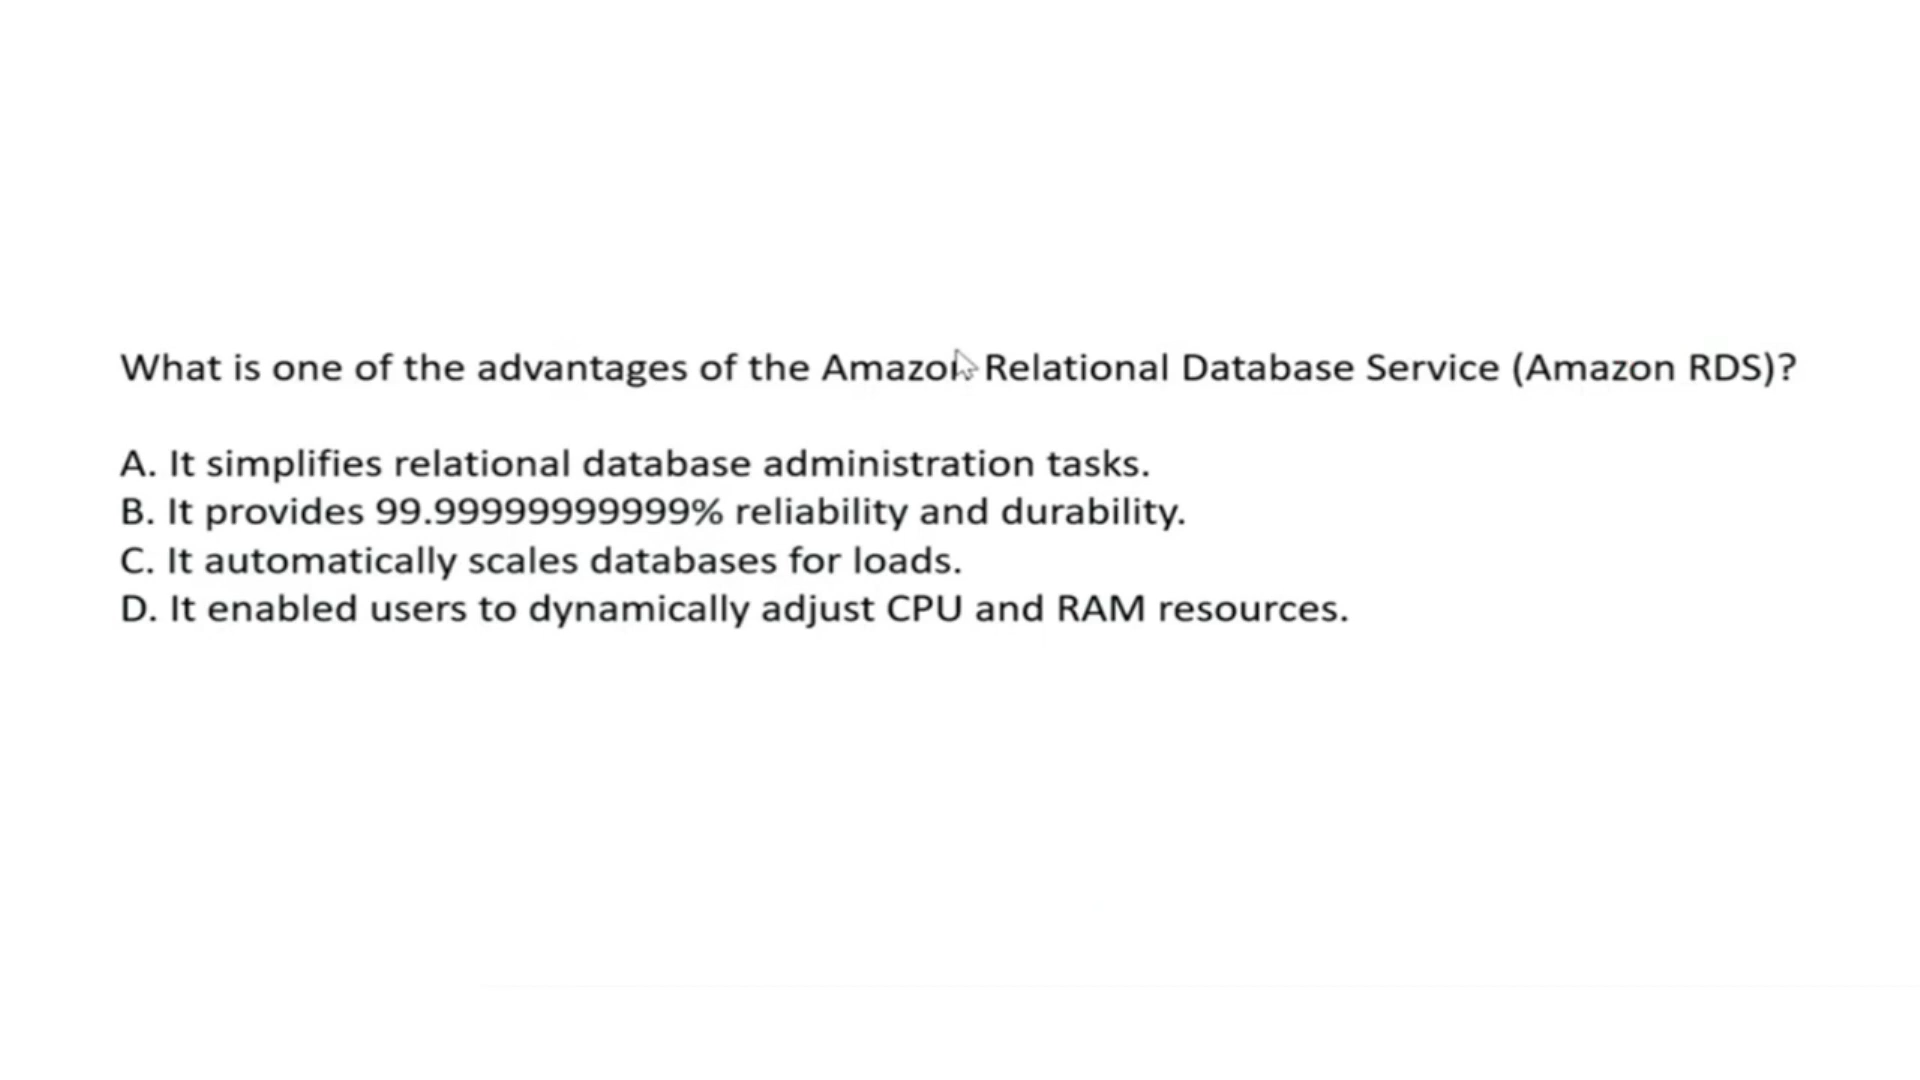 What is one of the advantages of the Amazon Relational Database Service (Amazon RDS)?
A. It simplifies relational database administration tasks.
B. It provides 99.99999999999% reliability and durability.
C. It automatically scales databases for loads.
D. It enabled users to dynamically adjust CPU and RAM resources.